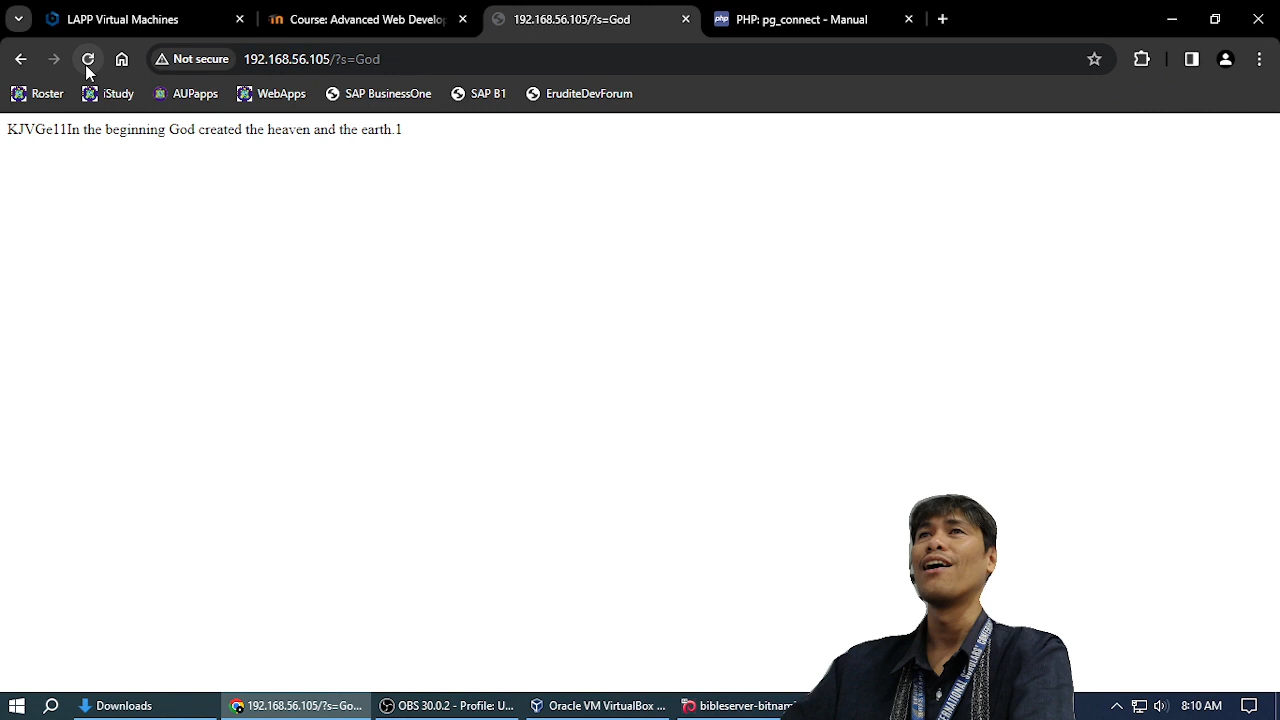 LAPP Virtual Machines
Course: Advanced Web Develo
192.168.56.105/?s=God
PHP: pg_connect - Manual
Not secure
192.168.56.105/?s=God
Roster
iStudy
AUPapps
WebApps
SAP BusinessOne
SAP B1
EruditeDevForum
KJVGe11In the beginning God created the heaven and the earth.1
Downloads
192.168.56.105/?s=Go...
OBS 30.0.2 - Profile: U...
Oracle VM VirtualBox ...
bibleserver-bitnam
8:10 AM